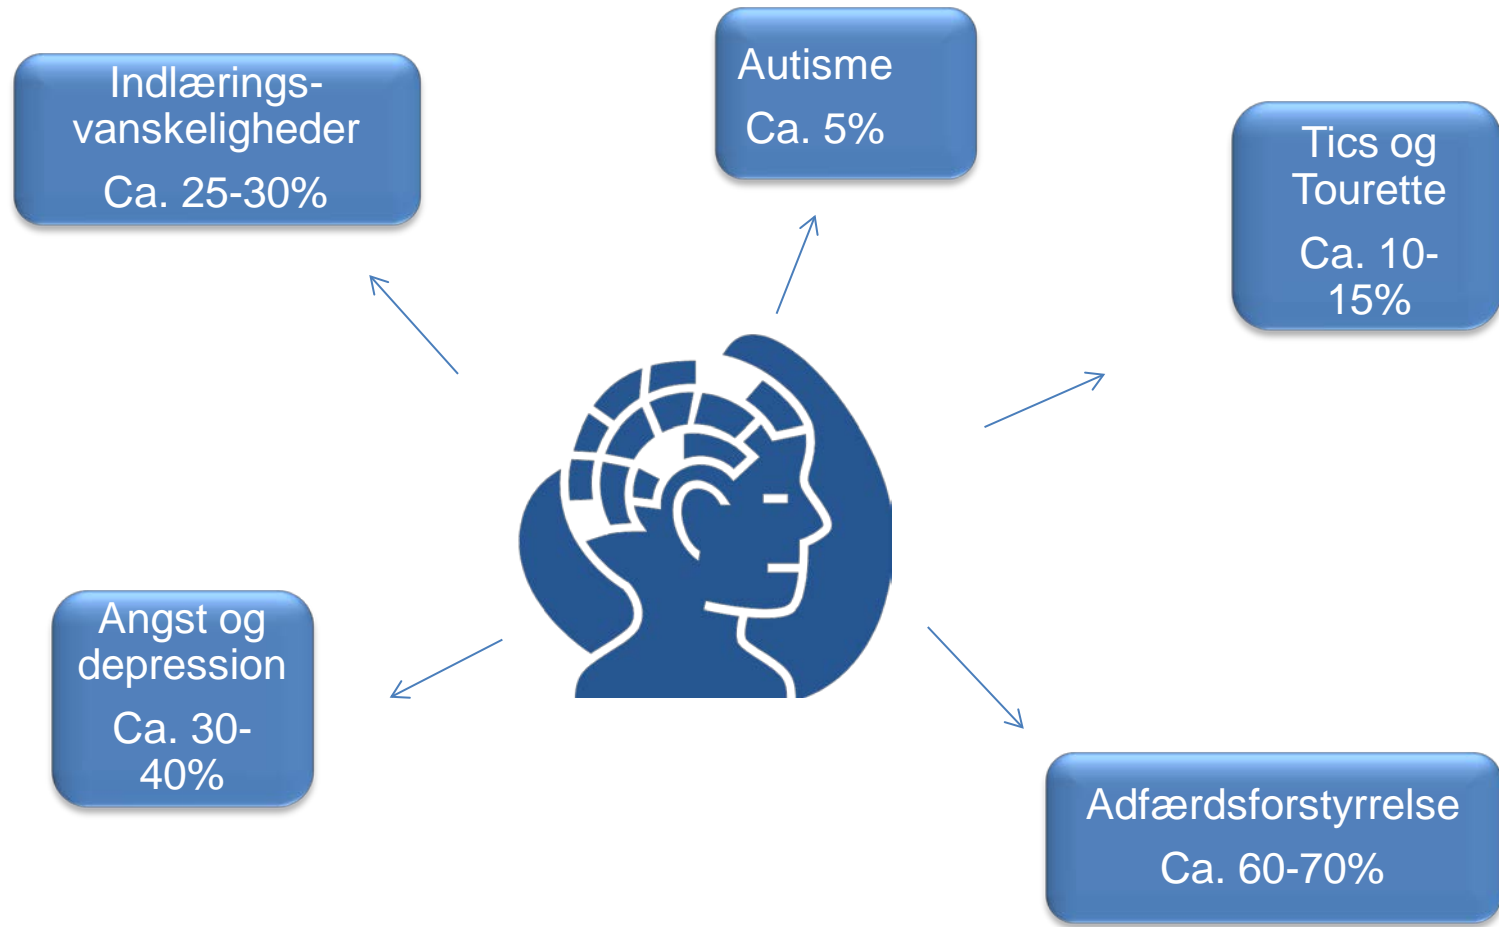 Indlærings-
vanskeligheder
Ca. 25-30%
Autisme
Ca. 5%
Tics og
Tourette
Ca. 10-
15%
Angst og
depression
Ca. 30-
40%
Adfærdsforstyrrelse
Ca. 60-70%